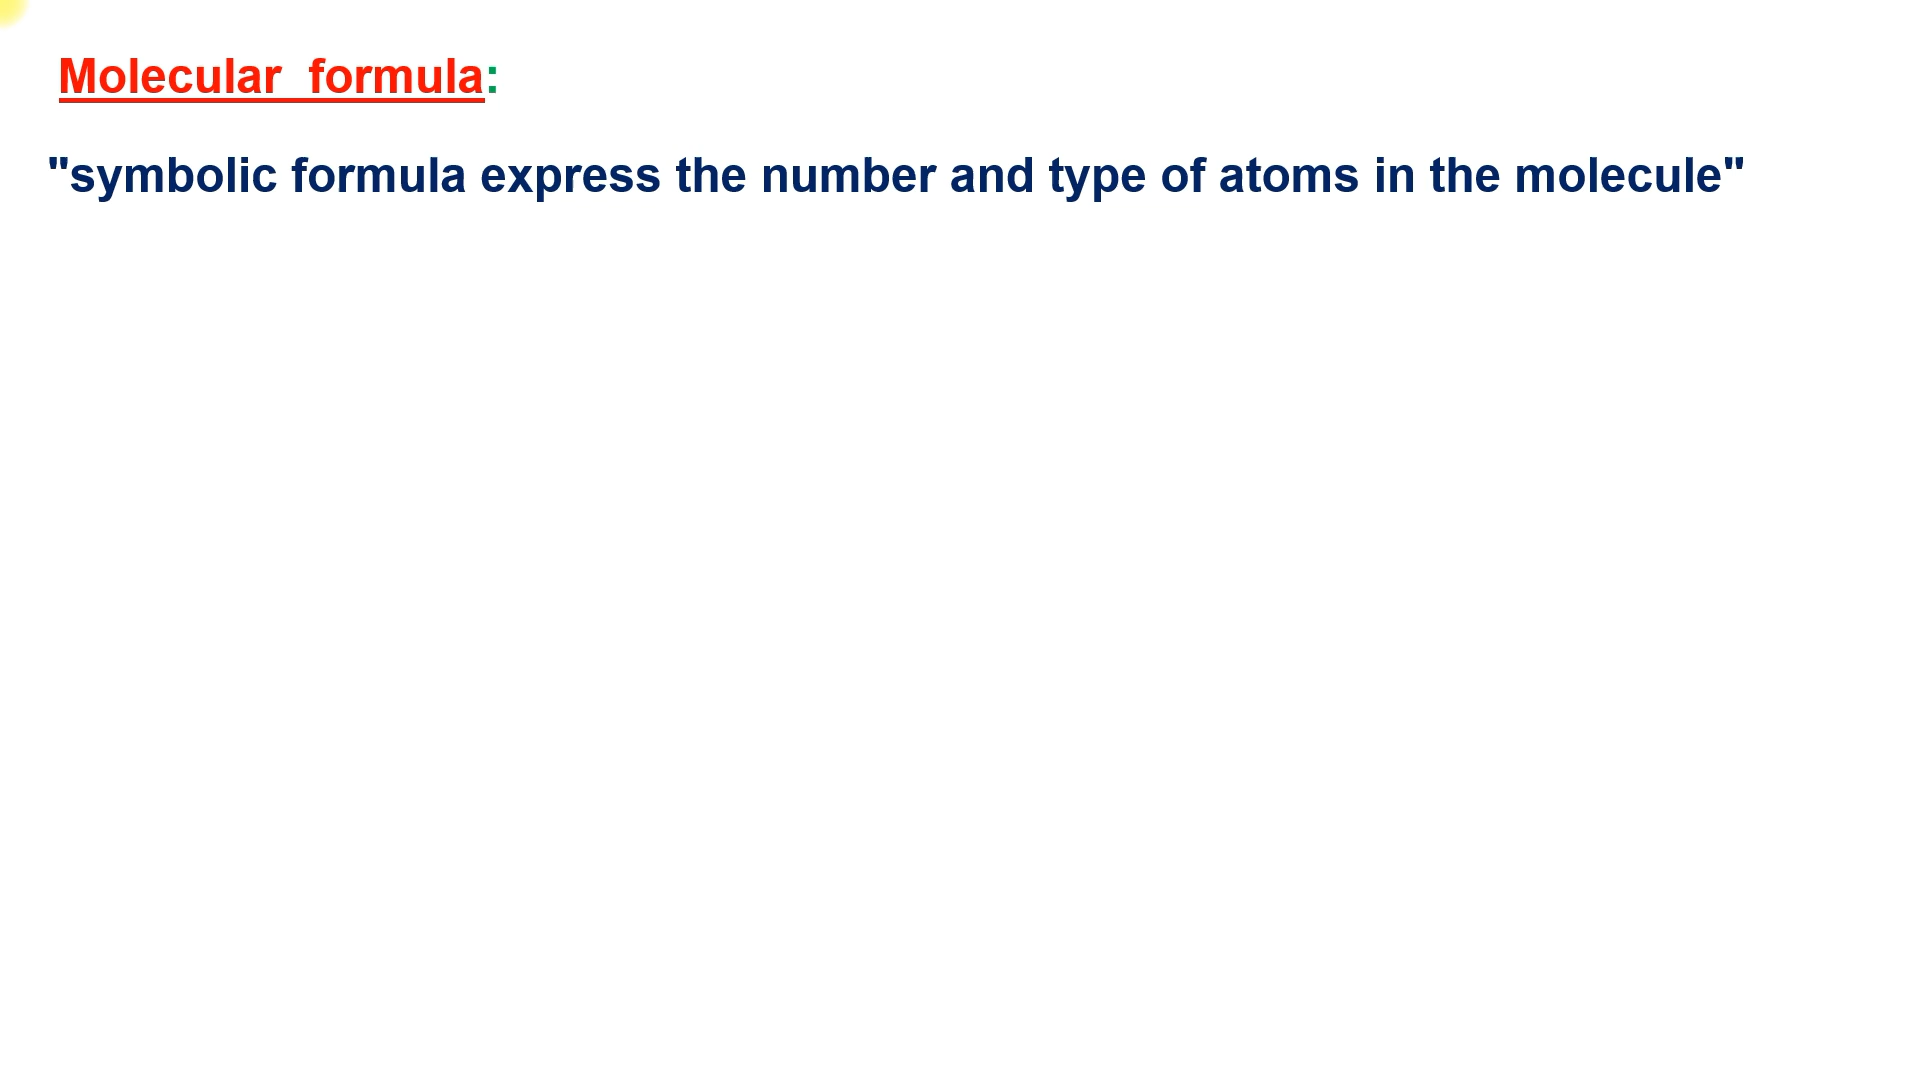 Molecular  formula:
"symbolic formula express the number and type of atoms in the molecule"